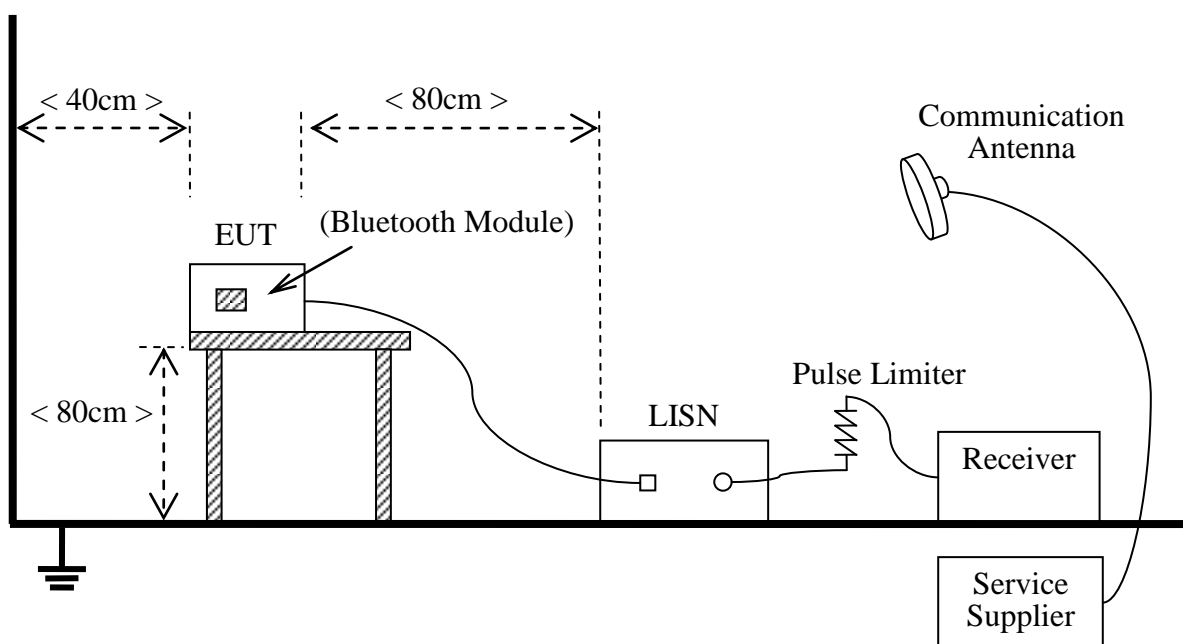 < 40cm >
< 80cm >
Communication
Antenna
(Bluetooth Module)
EUT
< 80cm >
Pulse Limiter
LISN
Receiver
Service
Supplier